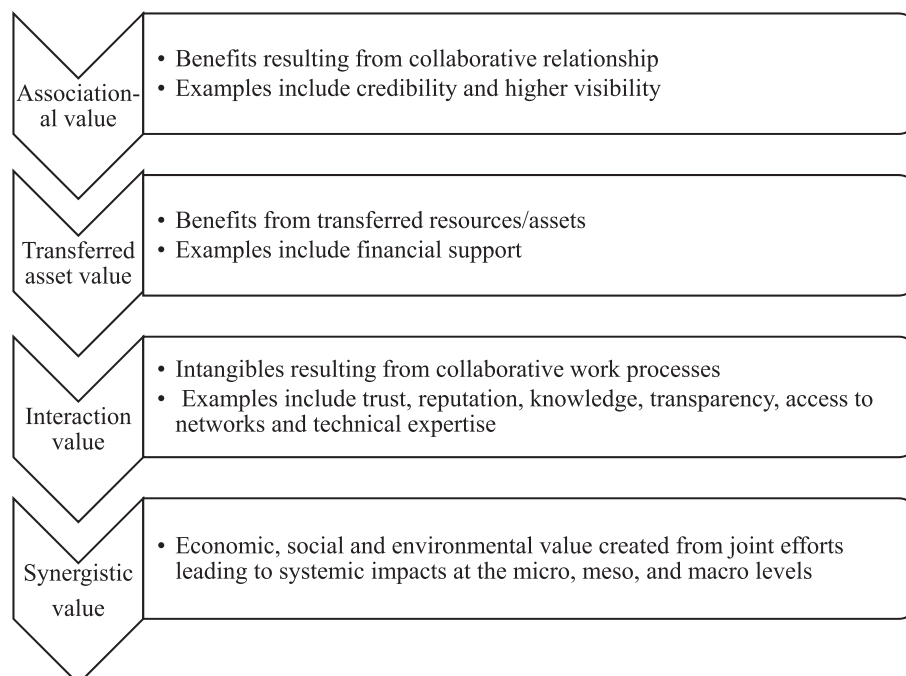 Association-
al value
• Benefits resulting from collaborative relationship
• Examples include credibility and higher visibility
Transferred
asset value
• Benefits from transferred resources/assets
• Examples include financial support
Interaction
value
• Intangibles resulting from collaborative work processes
• Examples include trust, reputation, knowledge, transparency, access to
networks and technical expertise
Synergistic
value
• Economic, social and environmental value created from joint efforts
leading to systemic impacts at the micro, meso, and macro levels